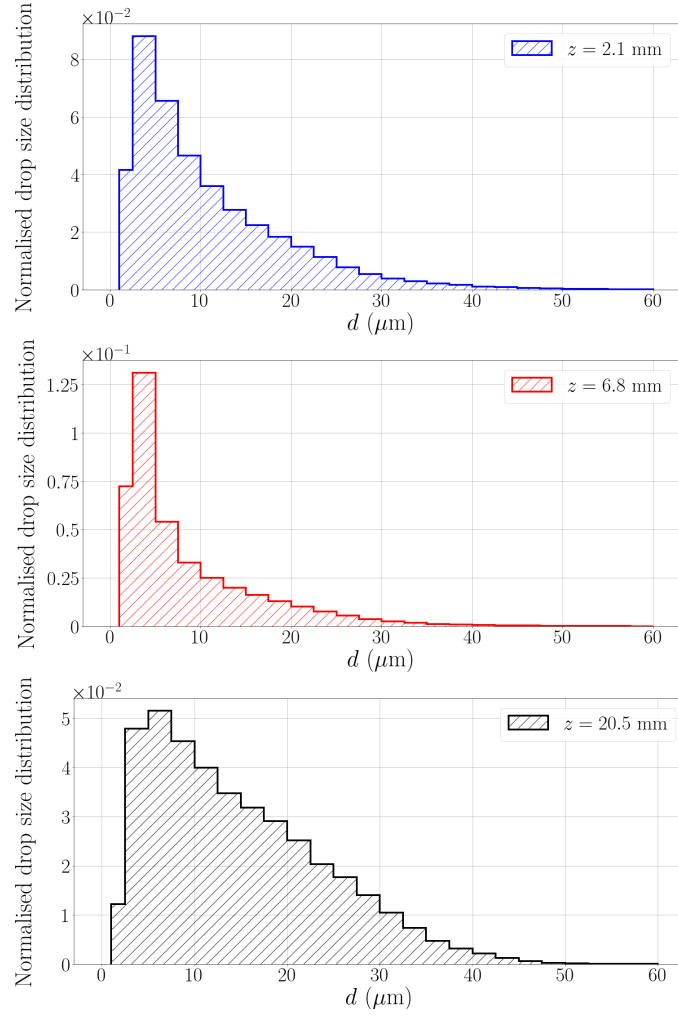 ×10⁻²
Normalised drop size distribution
8
6
4
2
0
z = 2.1 mm
0 10 20 30 40 50 60
d (μm)
×10⁻¹
Normalised drop size distribution
1.25
1
0.75
0.5
0.25
0
z = 6.8 mm
0 10 20 30 40 50 60
d (μm)
×10⁻²
Normalised drop size distribution
5
4
3
2
1
0
z = 20.5 mm
0 10 20 30 40 50 60
d (μm)